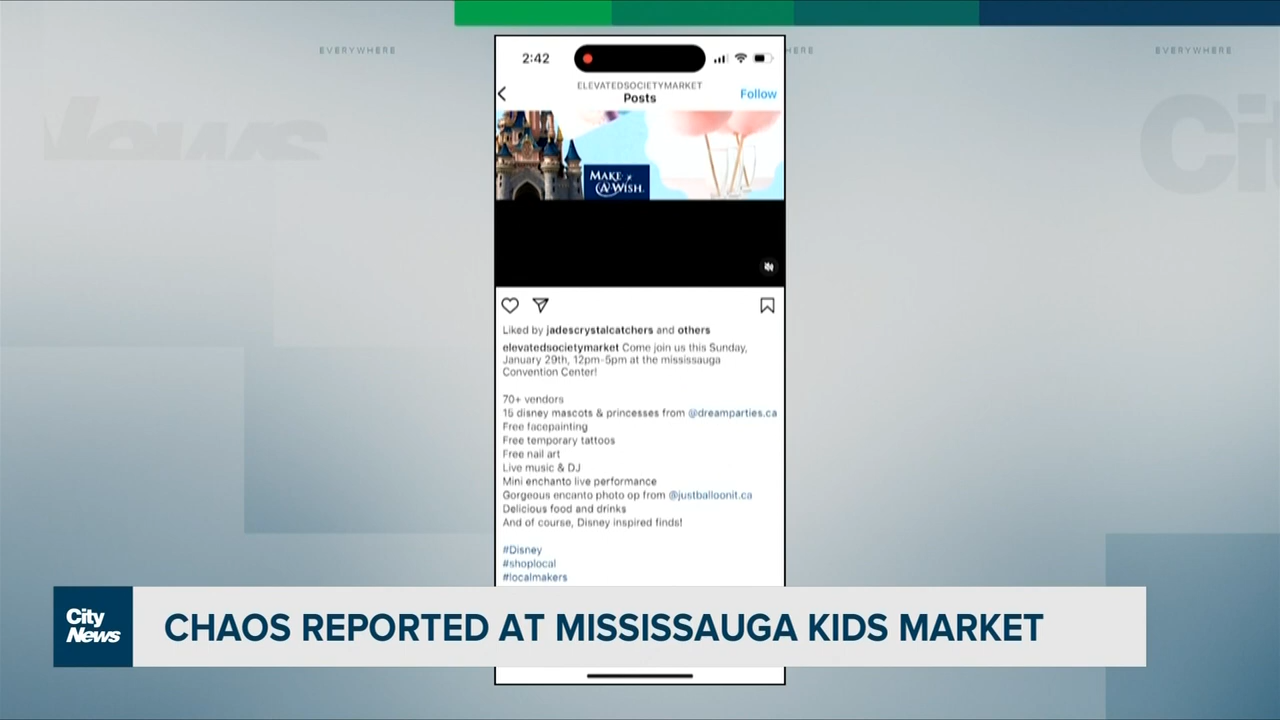 EVERYWHERE
HERE
EVERYWHERE
News
Ci
2:42
ELEVATEDSOCIETYMARKET
Posts
Follow
MAKE
A WISH.
Liked by jadescrystalcatchers and others
elevatedsocietymarket Come join us this Sunday,
January 29th, 12pm-5pm at the mississauga
Convention Center!
70+ vendors
15 disney mascots & princesses from @dreamparties.ca
Free facepainting
Free temporary tattoos
Free nail art
Live music & DJ
Mini enchanto live performance
Gorgeous encanto photo op from @justballoonit.ca
Delicious food and drinks
And of course, Disney inspired finds!
#Disney
#shoplocal
#localmakers
City
News
CHAOS REPORTED AT MISSISSAUGA KIDS MARKET